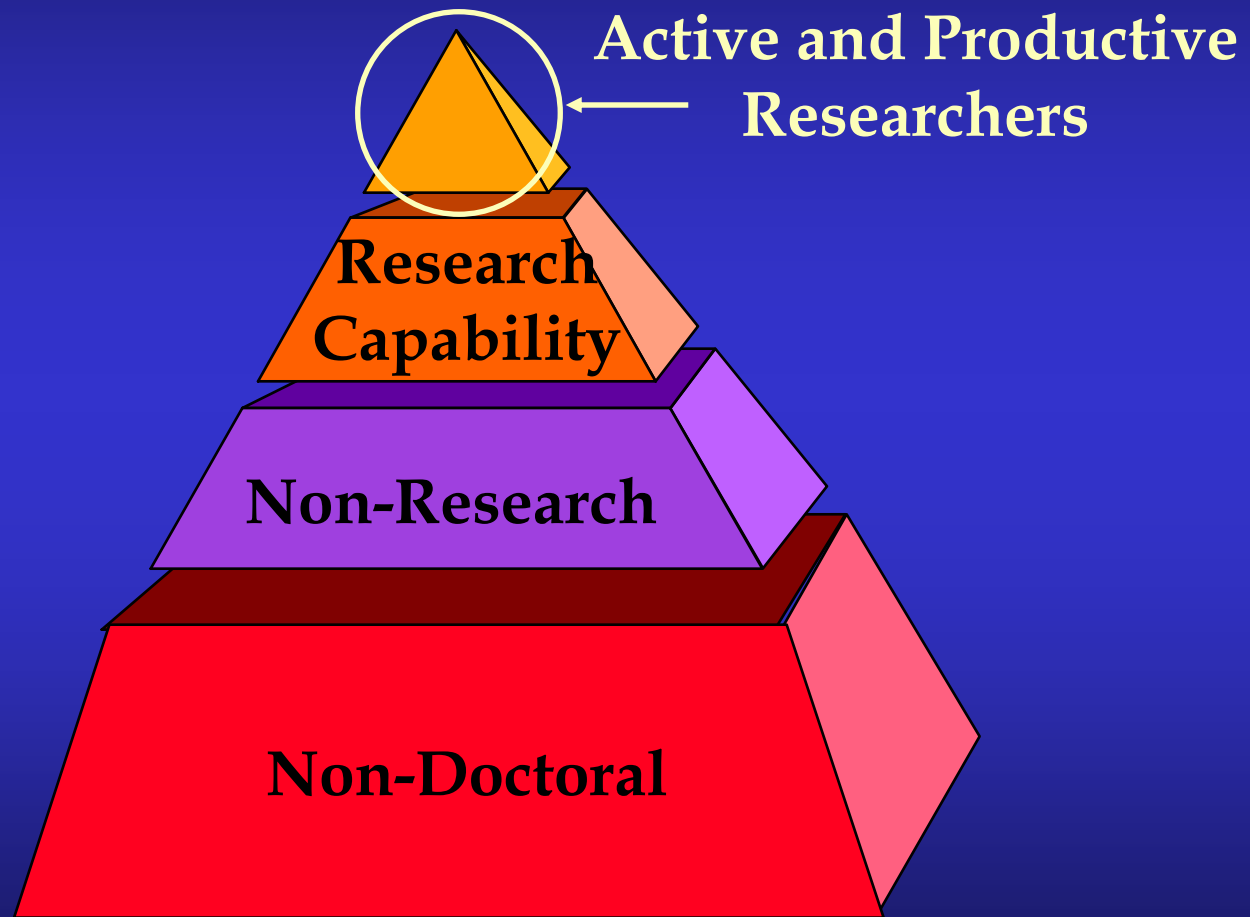 Active and Productive
Researchers
Research
Capability
Non-Research
Non-Doctoral